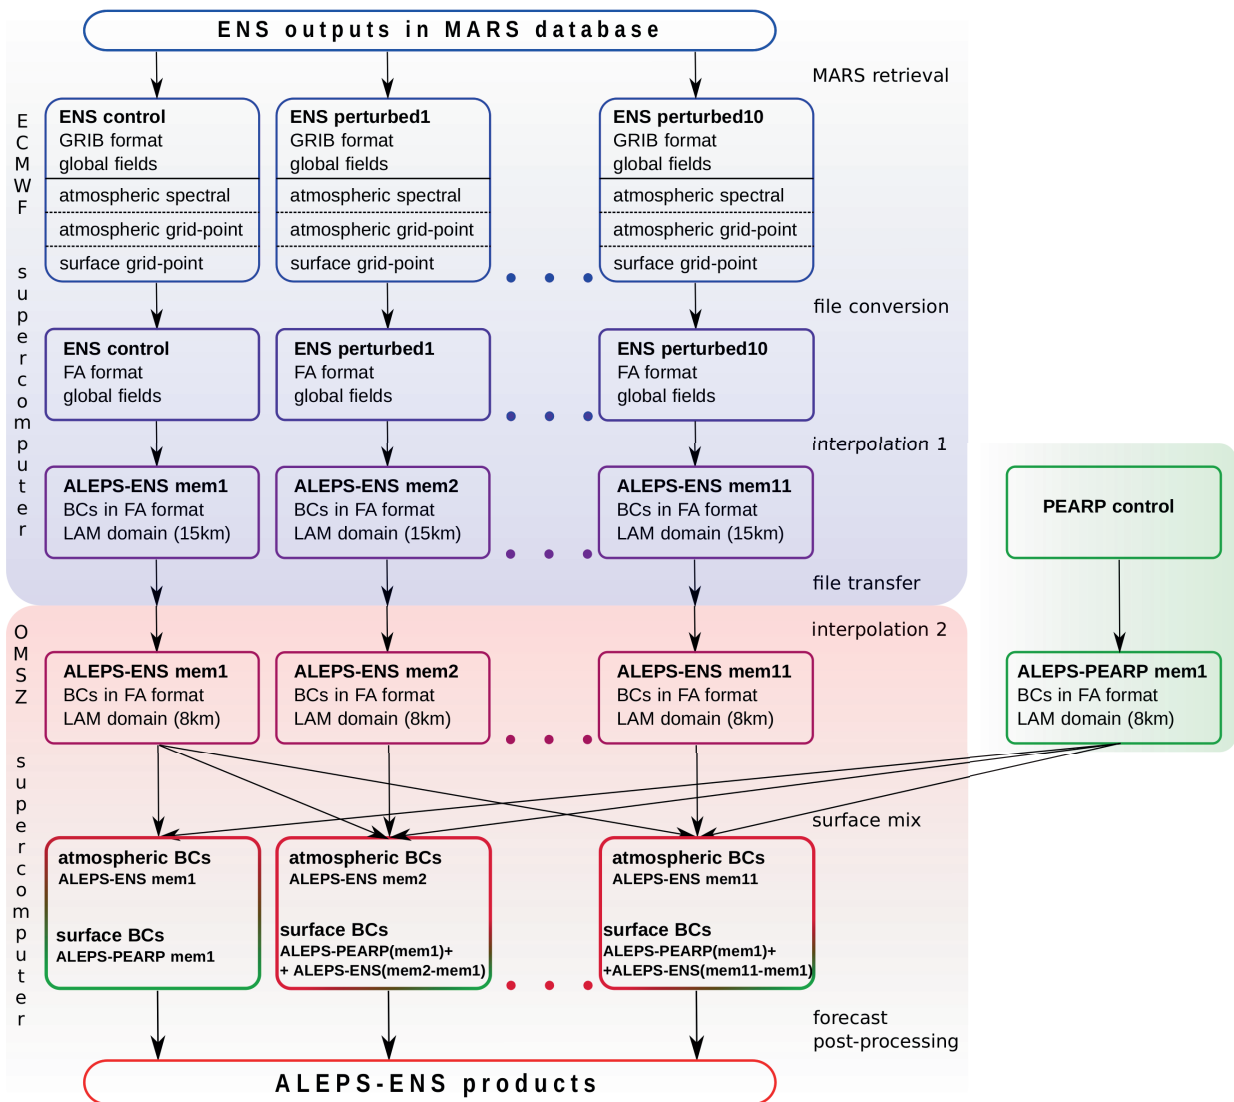 ENS outputs in MARS database
MARS retrieval
ECMWF supercomputer
ENS control
GRIB format
global fields
atmospheric spectral
atmospheric grid-point
surface grid-point
ENS perturbed1
GRIB format
global fields
atmospheric spectral
atmospheric grid-point
surface grid-point
ENS perturbed10
GRIB format
global fields
atmospheric spectral
atmospheric grid-point
surface grid-point
file conversion
ENS control
FA format
global fields
ENS perturbed1
FA format
global fields
ENS perturbed10
FA format
global fields
interpolation 1
ALEPS-ENS mem1
BCs in FA format
LAM domain (15km)
ALEPS-ENS mem2
BCs in FA format
LAM domain (15km)
ALEPS-ENS mem11
BCs in FA format
LAM domain (15km)
PEARP control
file transfer
OMSZ supercomputer
interpolation 2
ALEPS-ENS mem1
BCs in FA format
LAM domain (8km)
ALEPS-ENS mem2
BCs in FA format
LAM domain (8km)
ALEPS-ENS mem11
BCs in FA format
LAM domain (8km)
ALEPS-PEARP mem1
BCs in FA format
LAM domain (8km)
surface mix
atmospheric BCs
ALEPS-ENS mem1
surface BCs
ALEPS-PEARP mem1
atmospheric BCs
ALEPS-ENS mem2
surface BCs
ALEPS-PEARP(mem1)+
+ ALEPS-ENS(mem2-mem1)
atmospheric BCs
ALEPS-ENS mem11
surface BCs
ALEPS-PEARP(mem1)+
+ALEPS-ENS(mem11-mem1)
forecast
post-processing
ALEPS-ENS products